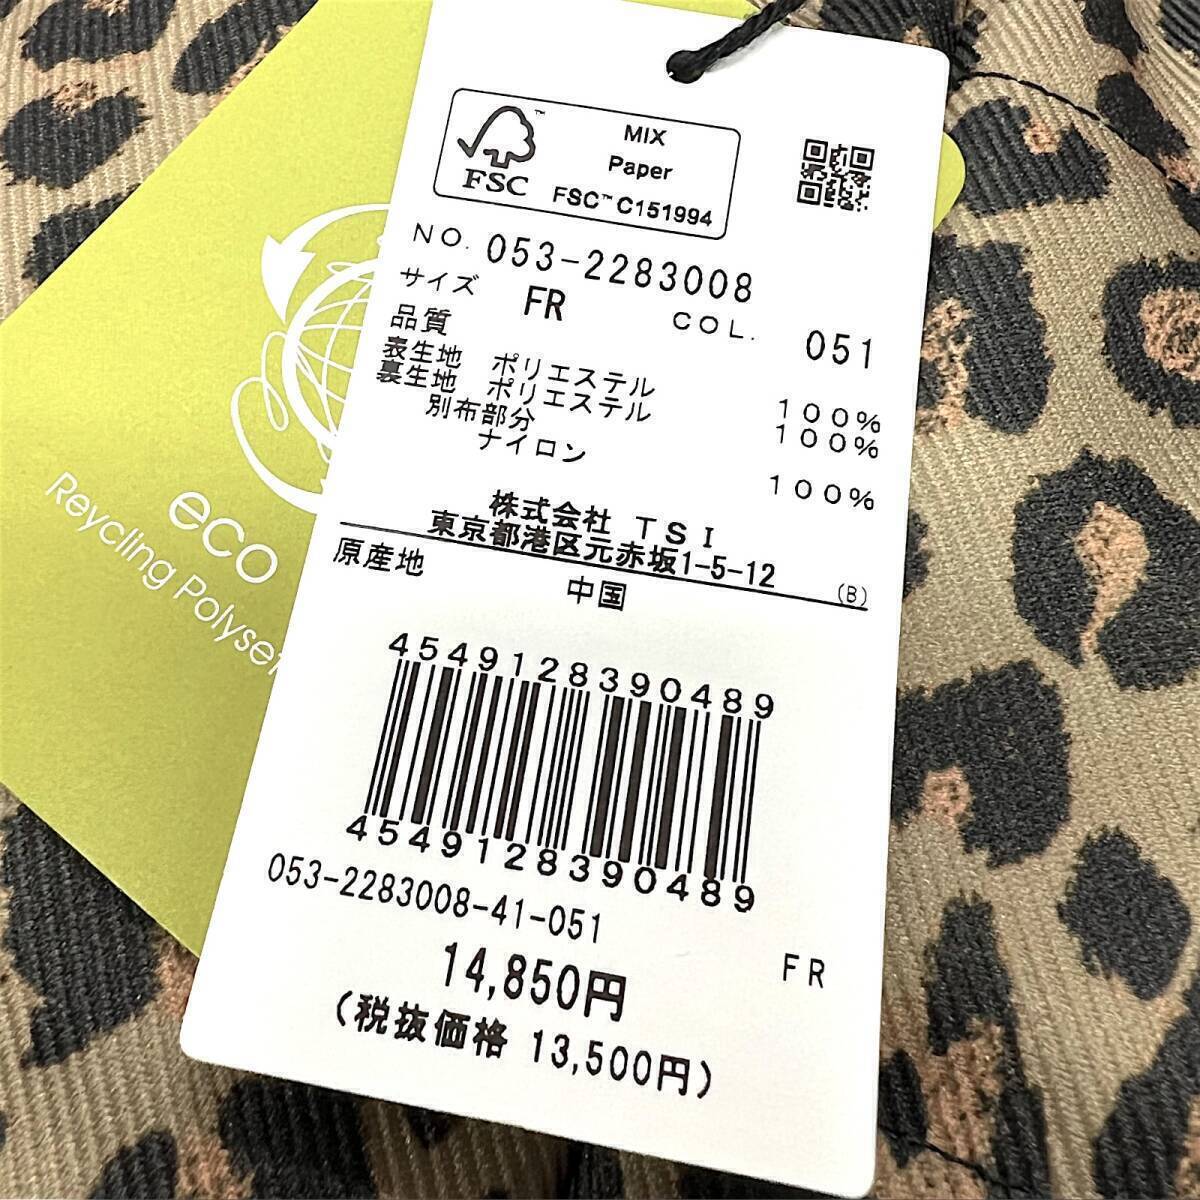 MIX
Paper
FSC™ C151994
FSC
NO. 053-2283008
サイズ FR COL. 051
品質
表生地 ポリエステル 100%
裏生地 ポリエステル 100%
別布部分
ナイロン 100%
株式会社 TSI
東京都港区元赤坂1-5-12 (B)
原産地 中国
4549128390489
4549128390489
053-2283008-41-051
FR
14,850円
(税抜価格 13,500円)
eco
Reycling